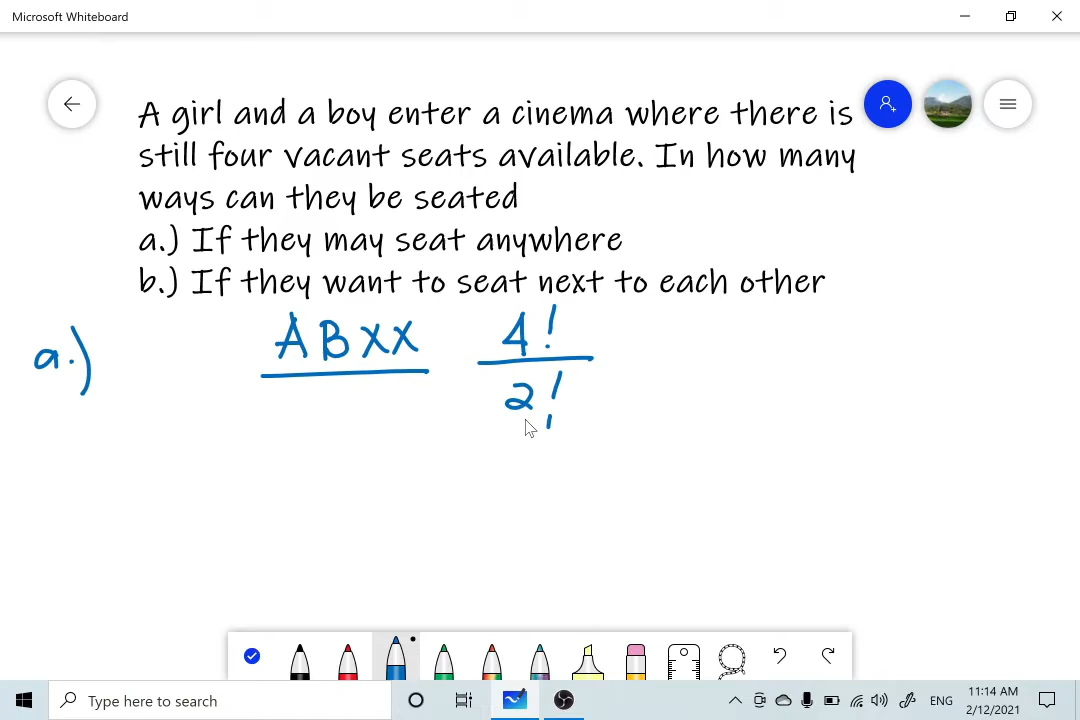 Microsoft Whiteboard
A girl and a boy enter a cinema where there is
still four vacant seats available. In how many
ways can they be seated
a.) If they may seat anywhere
b.) If they want to seat next to each other
a.) ABXX 4!
2!
Type here to search
ENG
11:14 AM
2/12/2021